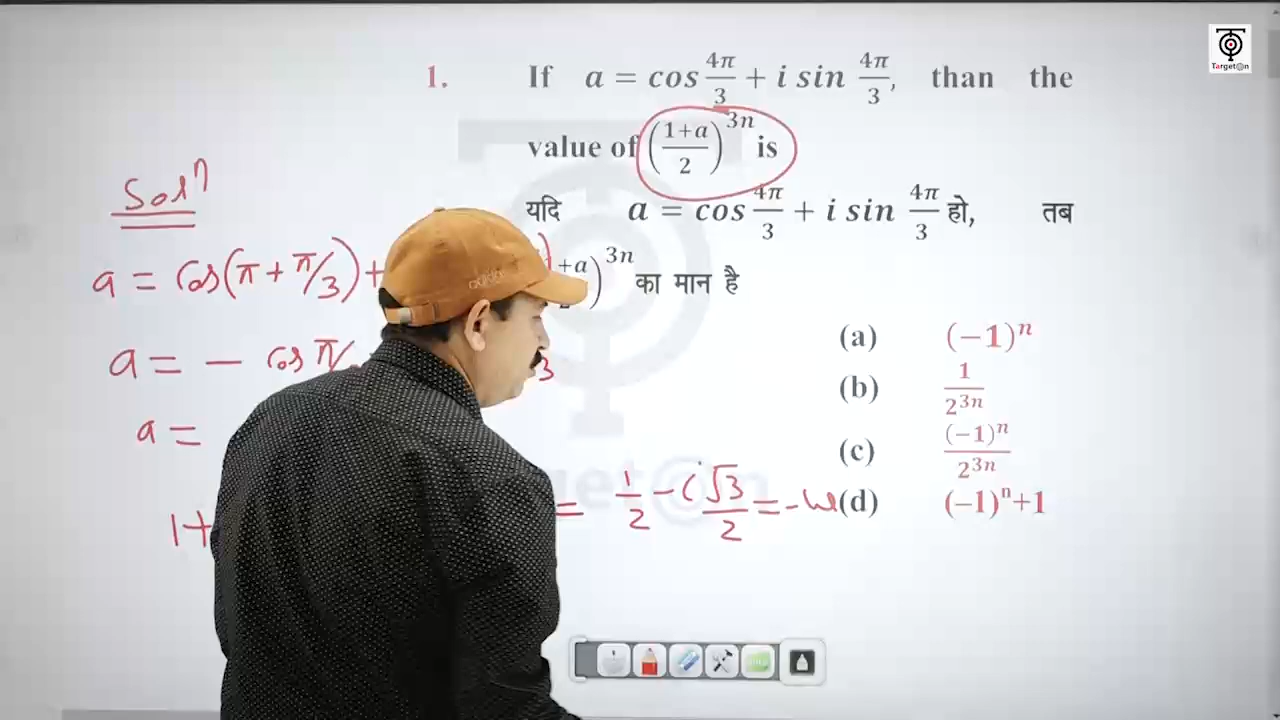 Target@n
1. If a = cos 4π/3 + i sin 4π/3, than the
value of ((1+a)/2)^3n is
Solⁿ
यदि a = cos 4π/3 + i sin 4π/3 हो, तब
a = cos(π + π/3) +
+a)^3n का मान है
(a) (−1)^n
a = − cos π/ 3
(b) 1/2^3n
a =
(c) (−1)^n/2^3n
1+ = 1/2 − i√3/2 = −ω
(d) (−1)^n+1